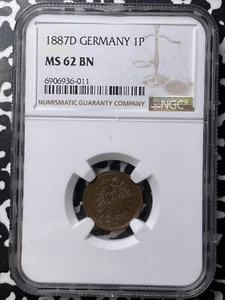 1887D GERMANY 1P
MS 62 BN
6906936-011
NUMISMATIC GUARANTY COMPANY
NGC